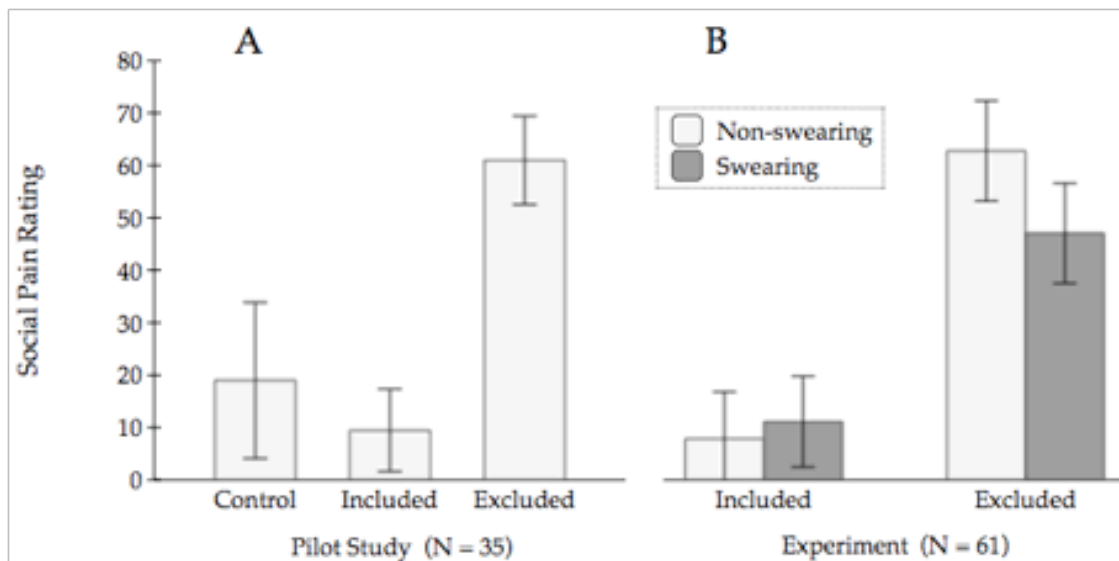 A
B
80
70
60
50
40
30
20
10
0
Social Pain Rating
Non-swearing
Swearing
Control Included Excluded
Included Excluded
Pilot Study (N = 35)
Experiment (N = 61)